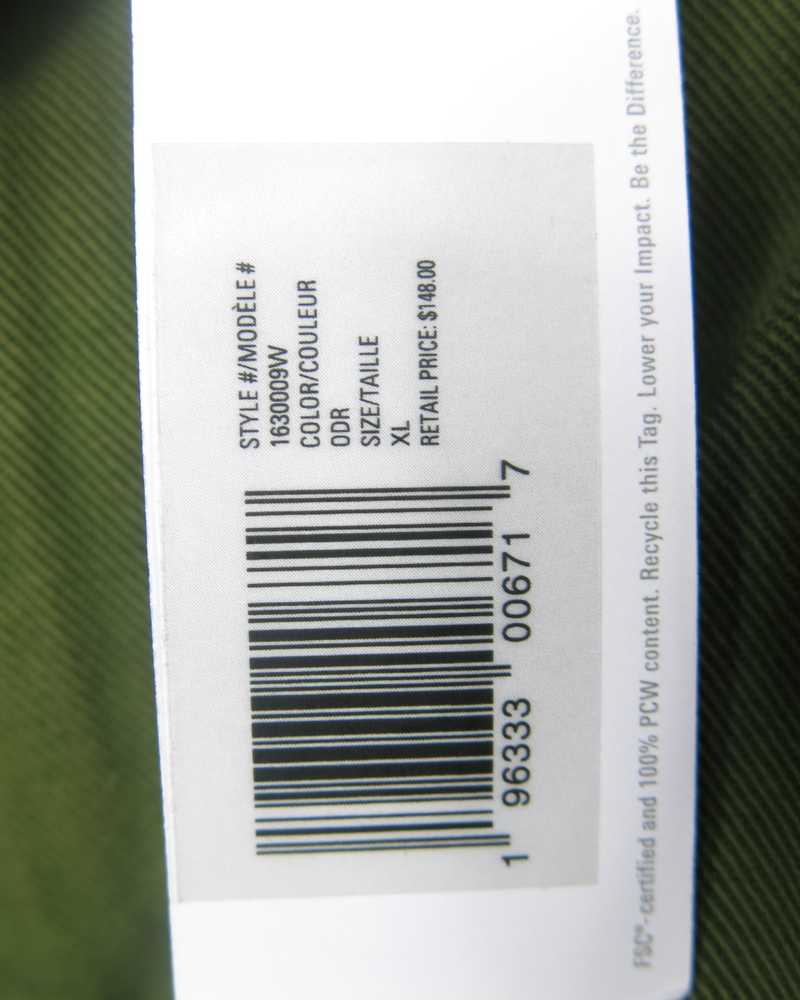 STYLE #/MODÈLE #
1630009W
COLOR/COULEUR
ODR
SIZE/TAILLE
XL
RETAIL PRICE: $148.00
1 96333 00671 7
FSC®-certified and 100% PCW content. Recycle this Tag. Lower your Impact. Be the Difference.